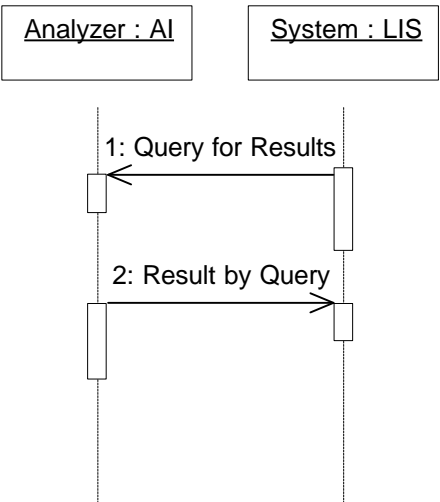 Analyzer : AI
System : LIS
1: Query for Results
2: Result by Query